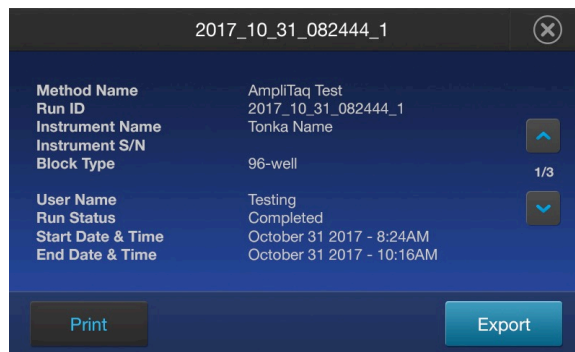 2017_10_31_082444_1
Method Name AmpliTaq Test
Run ID 2017_10_31_082444_1
Instrument Name Tonka Name
Instrument S/N
Block Type 96-well
1/3
User Name Testing
Run Status Completed
Start Date & Time October 31 2017 - 8:24AM
End Date & Time October 31 2017 - 10:16AM
Print Export